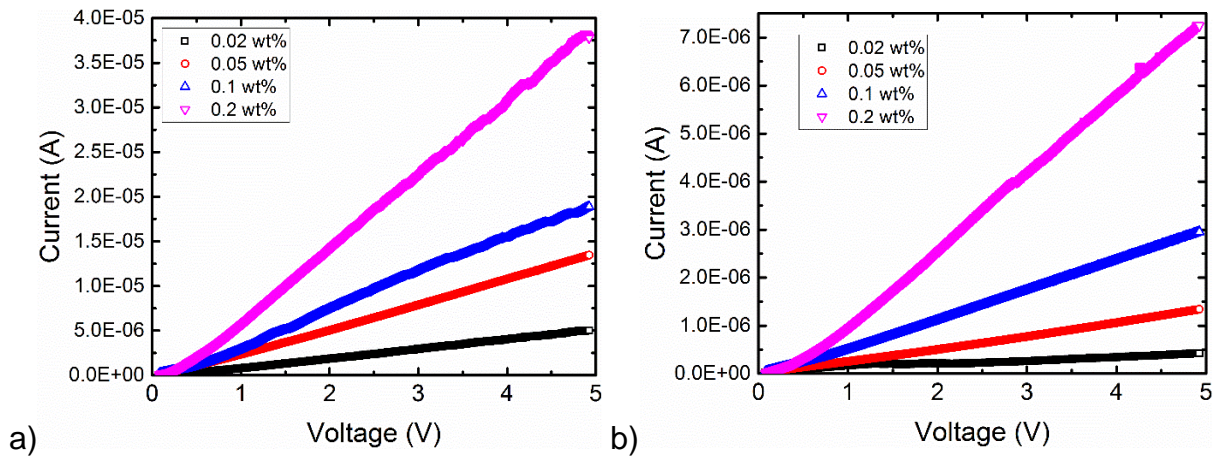 4.0E-05
3.5E-05
3.0E-05
2.5E-05
2.0E-05
1.5E-05
1.0E-05
5.0E-06
0.0E+00
Current (A)
0.02 wt%
0.05 wt%
0.1 wt%
0.2 wt%
0 1 2 3 4 5
Voltage (V)
a)
7.0E-06
6.0E-06
5.0E-06
4.0E-06
3.0E-06
2.0E-06
1.0E-06
0.0E+00
Current (A)
0.02 wt%
0.05 wt%
0.1 wt%
0.2 wt%
0 1 2 3 4 5
Voltage (V)
b)